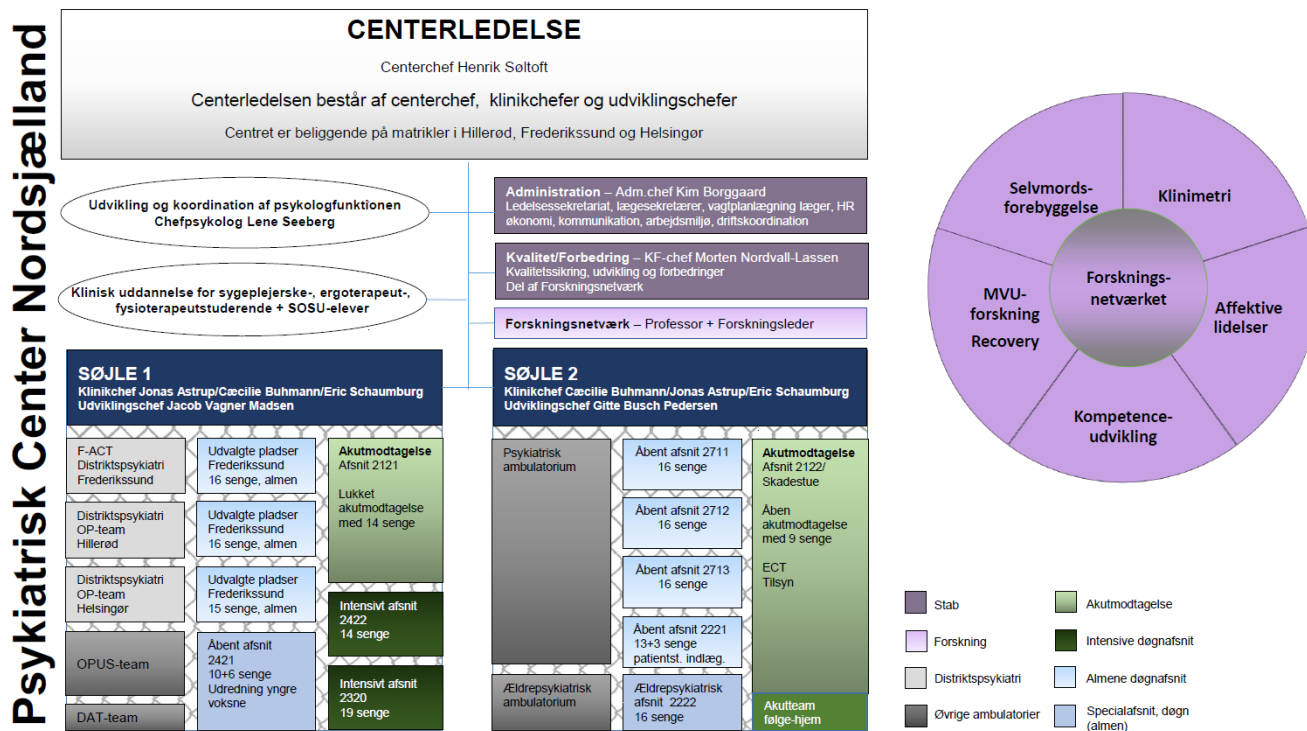 Psykiatrisk Center Nordsjælland
CENTERLEDELSE
Centerchef Henrik Søltoft
Centerledelsen består af centerchef, klinikchefer og udviklingschefer
Centret er beliggende på matrikler i Hillerød, Frederikssund og Helsingør
Udvikling og koordination af psykologfunktionen
Chefpsykolog Lene Seeberg
Klinisk uddannelse for sygeplejerske-, ergoterapeut-,
fysioterapeutstuderende + SOSU-elever
Administration – Adm.chef Kim Borggaard
Ledelsessekretariat, lægesekretærer, vagtplanlægning læger, HR
økonomi, kommunikation, arbejdsmiljø, driftskoordination
Kvalitet/Forbedring – KF-chef Morten Nordvall-Lassen
Kvalitetssikring, udvikling og forbedringer
Del af Forskningsnetværk
Forskningsnetværk – Professor + Forskningsleder
SØJLE 1
Klinikchef Jonas Astrup/Cæcilie Buhmann/Eric Schaumburg
Udviklingschef Jacob Vagner Madsen
F-ACT
Distriktspsykiatri
Frederikssund
Distriktspsykiatri
OP-team
Hillerød
Distriktspsykiatri
OP-team
Helsingør
OPUS-team
DAT-team
Udvalgte pladser
Frederikssund
16 senge, almen
Udvalgte pladser
Frederikssund
16 senge, almen
Udvalgte pladser
Frederikssund
15 senge, almen
Åbent afsnit
2421
10+6 senge
Udredning yngre
voksne
Akutmodtagelse
Afsnit 2121
Lukket
akutmodtagelse
med 14 senge
Intensivt afsnit
2422
14 senge
Intensivt afsnit
2320
19 senge
SØJLE 2
Klinikchef Cæcilie Buhmann/Jonas Astrup/Eric Schaumburg
Udviklingschef Gitte Busch Pedersen
Psykiatrisk
ambulatorium
Ældrepsykiatrisk
ambulatorium
Åbent afsnit 2711
16 senge
Åbent afsnit 2712
16 senge
Åbent afsnit 2713
16 senge
Åbent afsnit 2221
13+3 senge
patientst. indlæg.
Ældrepsykiatrisk
afsnit 2222
16 senge
Akutmodtagelse
Afsnit 2122/
Skadestue
Åben
akutmodtagelse
med 9 senge
ECT
Tilsyn
Akutteam
følge-hjem
Selvmords-
forebyggelse
Klinimetri
Forsknings-
netværket
MVU-
forskning
Recovery
Affektive
lidelser
Kompetence-
udvikling
Stab
Forskning
Distriktspsykiatri
Øvrige ambulatorier
Akutmodtagelse
Intensive døgnafsnit
Almene døgnafsnit
Specialafsnit, døgn
(almen)